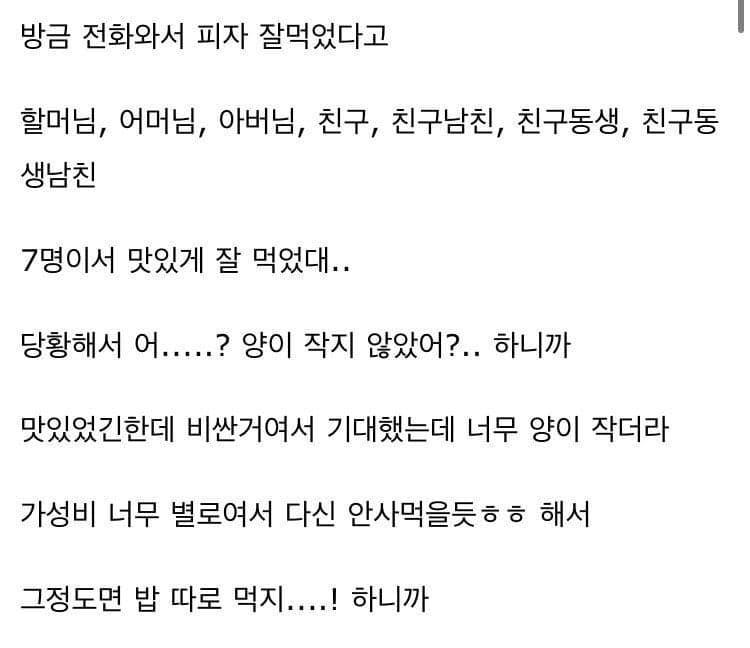 방금 전화와서 피자 잘먹었다고
할머님, 어머님, 아버님, 친구, 친구남친, 친구동생, 친구동
생남친
7명이서 맛있게 잘 먹었대..
당황해서 어.....? 양이 작지 않았어?.. 하니까
맛있었긴한데 비싼거여서 기대했는데 너무 양이 작더라
가성비 너무 별로여서 다신 안사먹을듯ㅎㅎ 해서
그정도면 밥 따로 먹지....! 하니까